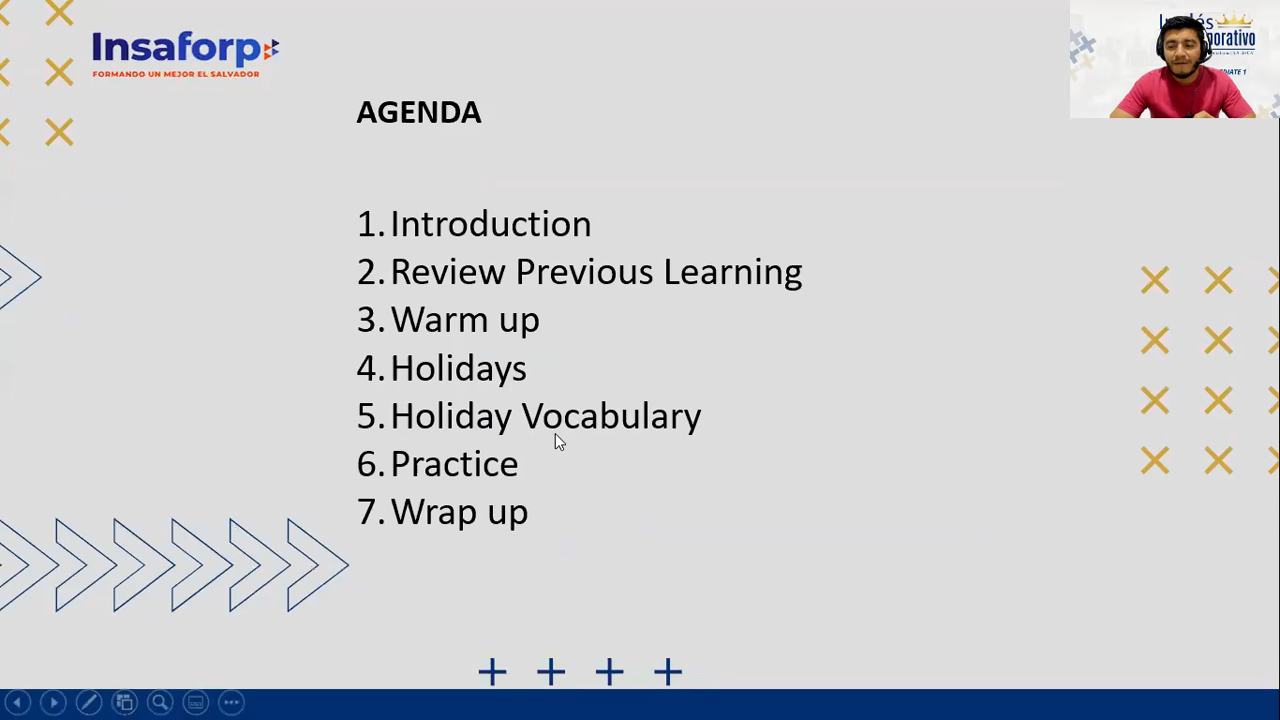 Insaforp
FORMANDO UN MEJOR EL SALVADOR
AGENDA
1. Introduction
2. Review Previous Learning
3. Warm up
4. Holidays
5. Holiday Vocabulary
6. Practice
7. Wrap up